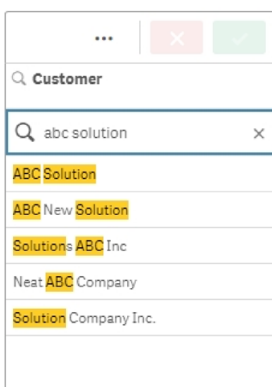 Customer
abc solution
ABC Solution
ABC New Solution
Solutions ABC Inc
Neat ABC Company
Solution Company Inc.